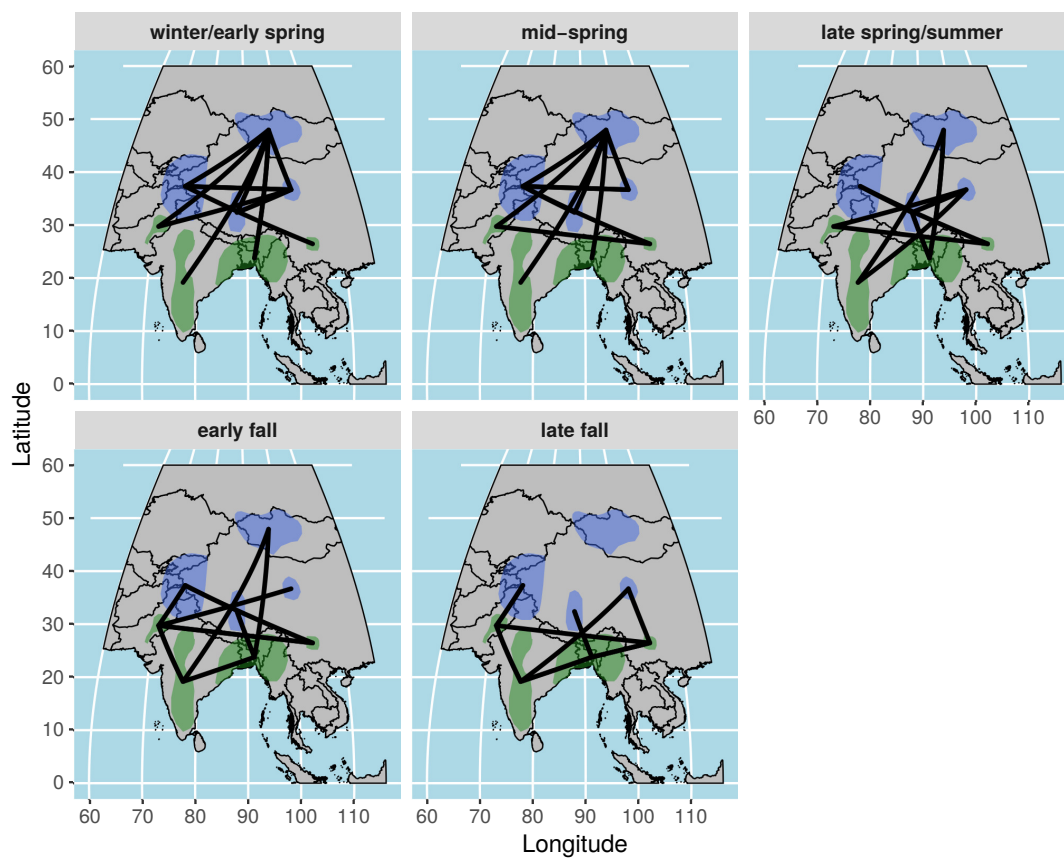 winter/early spring
mid−spring
late spring/summer
60
50
40
30
20
10
0
60 70 80 90 100 110
Latitude
early fall
late fall
60
50
40
30
20
10
0
60 70 80 90 100 110
60 70 80 90 100 110
Longitude